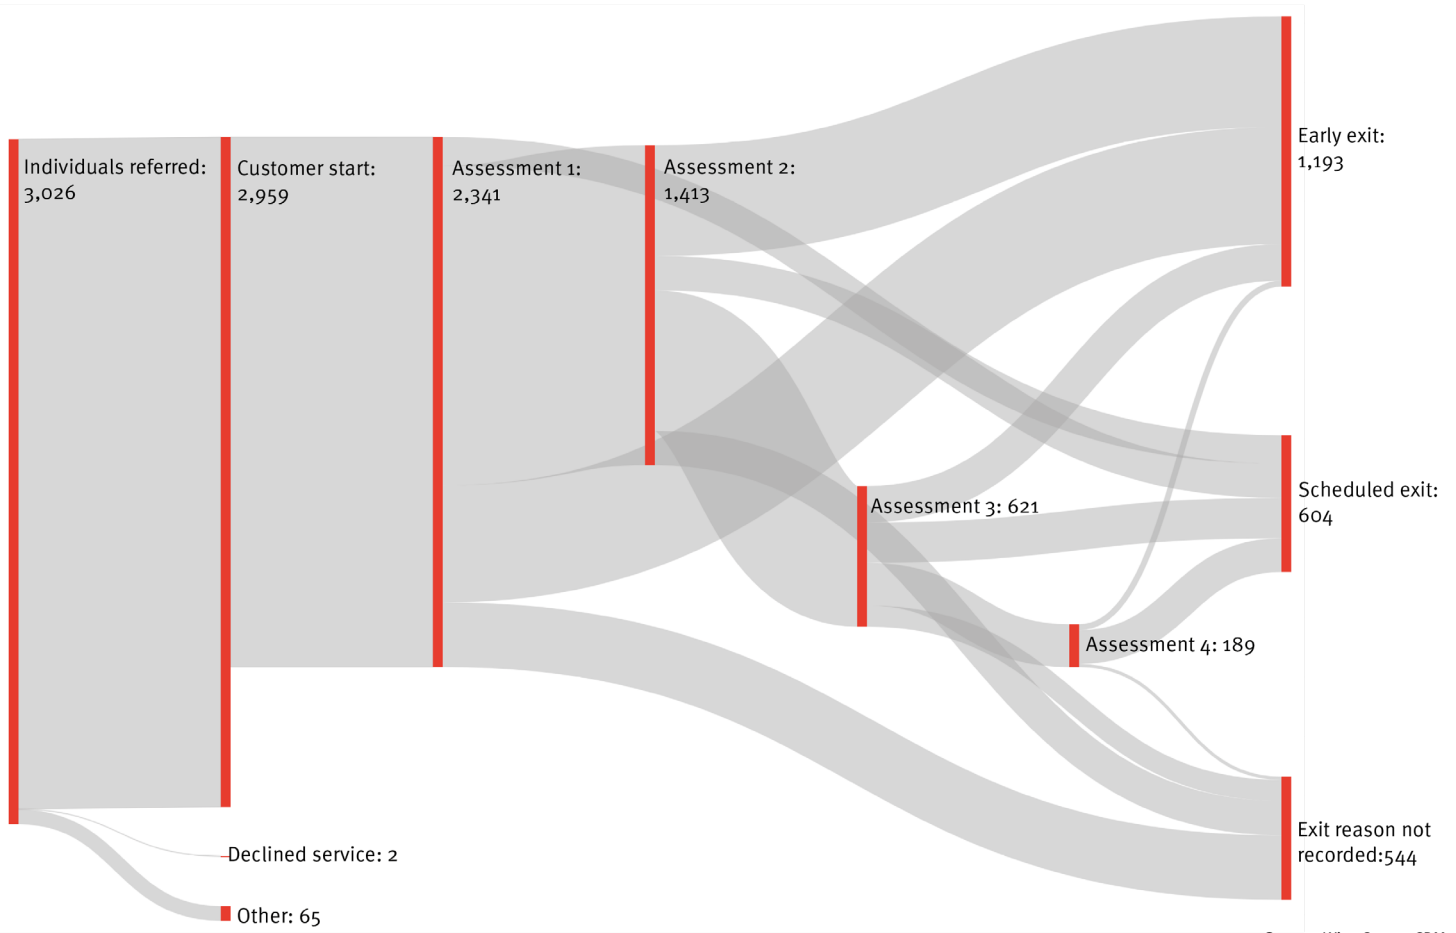 Individuals referred:
3,026
Customer start:
2,959
Assessment 1:
2,341
Assessment 2:
1,413
Early exit:
1,193
Scheduled exit:
604
Assessment 3: 621
Assessment 4: 189
Exit reason not
recorded:544
Declined service: 2
Other: 65